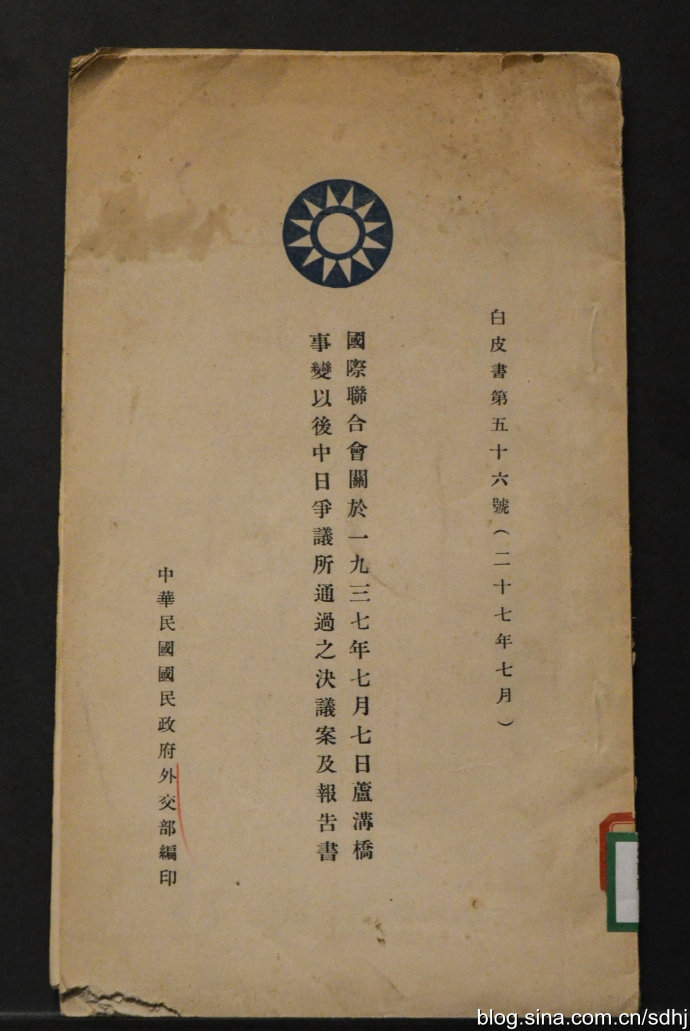 白皮書第五十六號（二十七年七月）
國際聯合會關於一九三七年七月七日蘆溝橋
事變以後中日爭議所通過之決議案及報告書
中華民國國民政府外交部編印
blog.sina.com.cn/sdhj